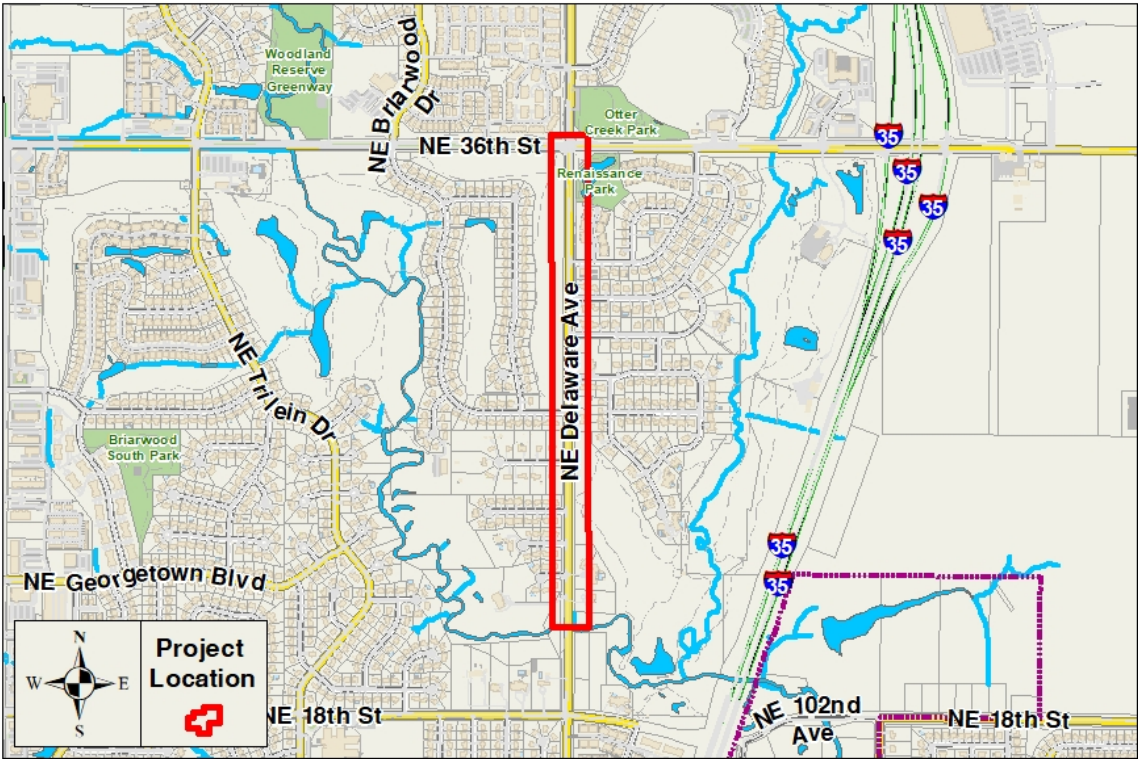 Woodland
Reserve
Greenway
NE Briarwood
Dr
Otter
Creek Park
NE 36th St
35
35
35
35
Renaissance
Park
NE Delaware Ave
NE Trilein Dr
Briarwood
South Park
35
35
NE Georgetown Blvd
N
W
E
S
Project
Location
NE 18th St
NE 102nd
Ave
NE 18th St